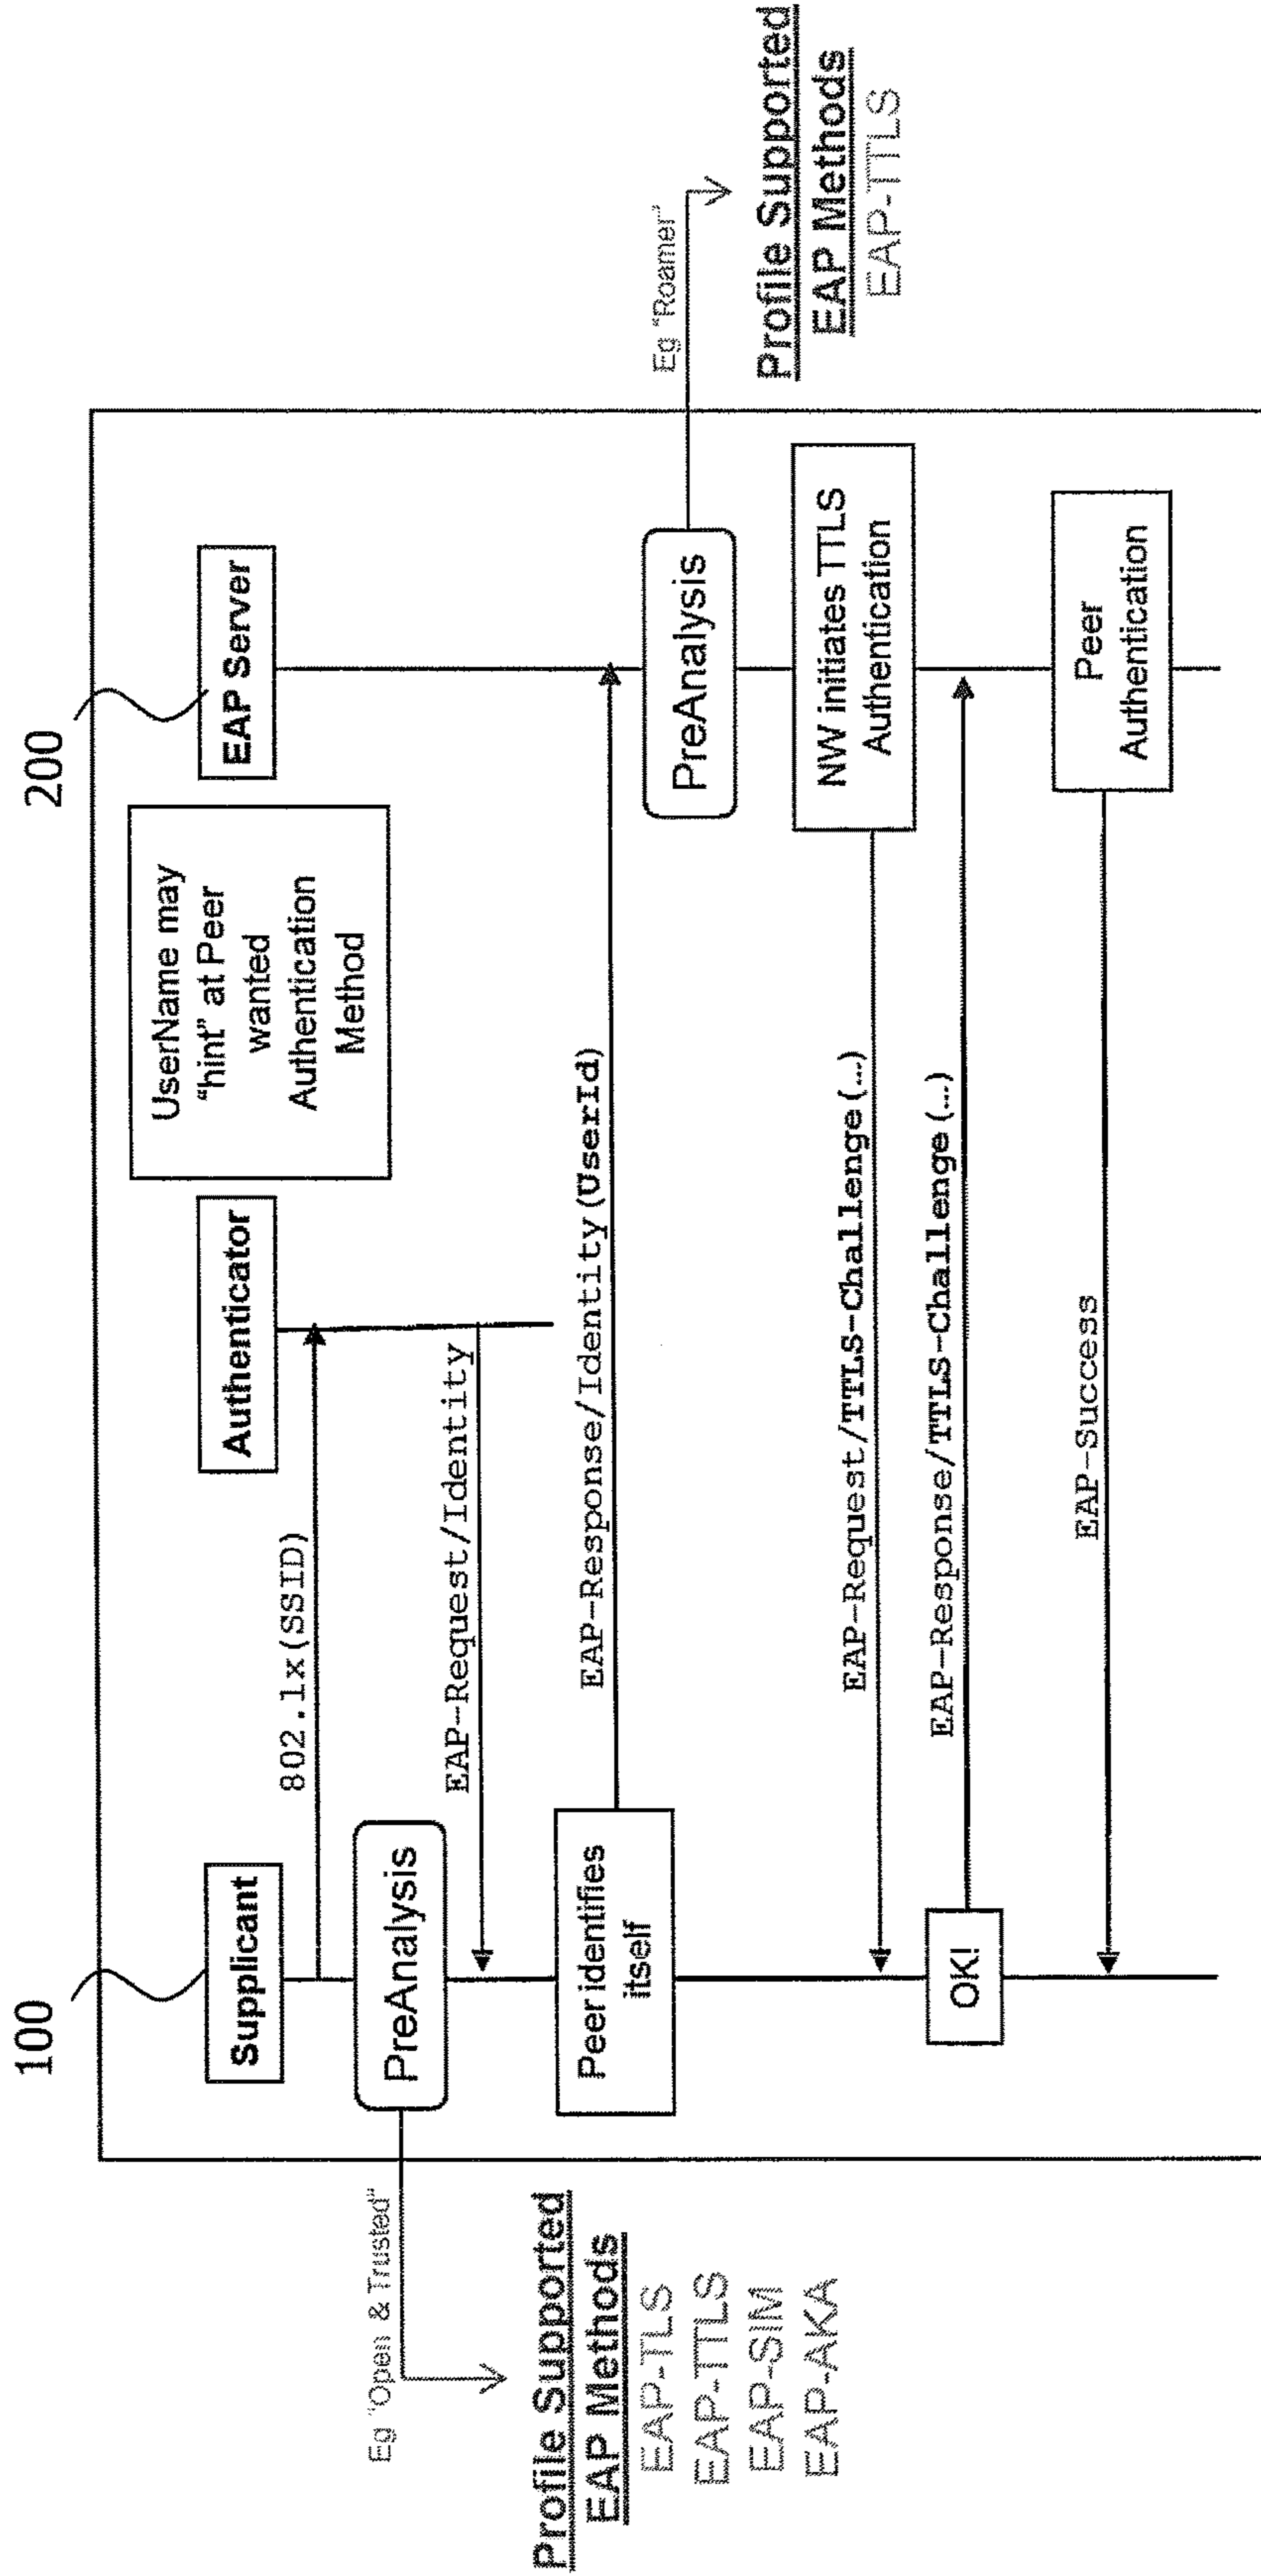 100
200
Supplicant
Authenticator
UserName may
“hint” at Peer
wanted
Authentication
Method
EAP Server
802.1x(SSID)
Eg “Open & Trusted”
PreAnalysis
EAP-Request/Identity
Profile Supported
EAP Methods
EAP-TLS
EAP-TTLS
EAP-SIM
EAP-AKA
Peer identifies
itself
EAP-Response/Identity(UserId)
PreAnalysis
Eg “Roamer”
Profile Supported
EAP Methods
EAP-TTLS
NW initiates TTLS
Authentication
EAP-Request/TTLS-Challenge(…)
OK!
EAP-Response/TTLS-Challenge(…)
Peer
Authentication
EAP-Success